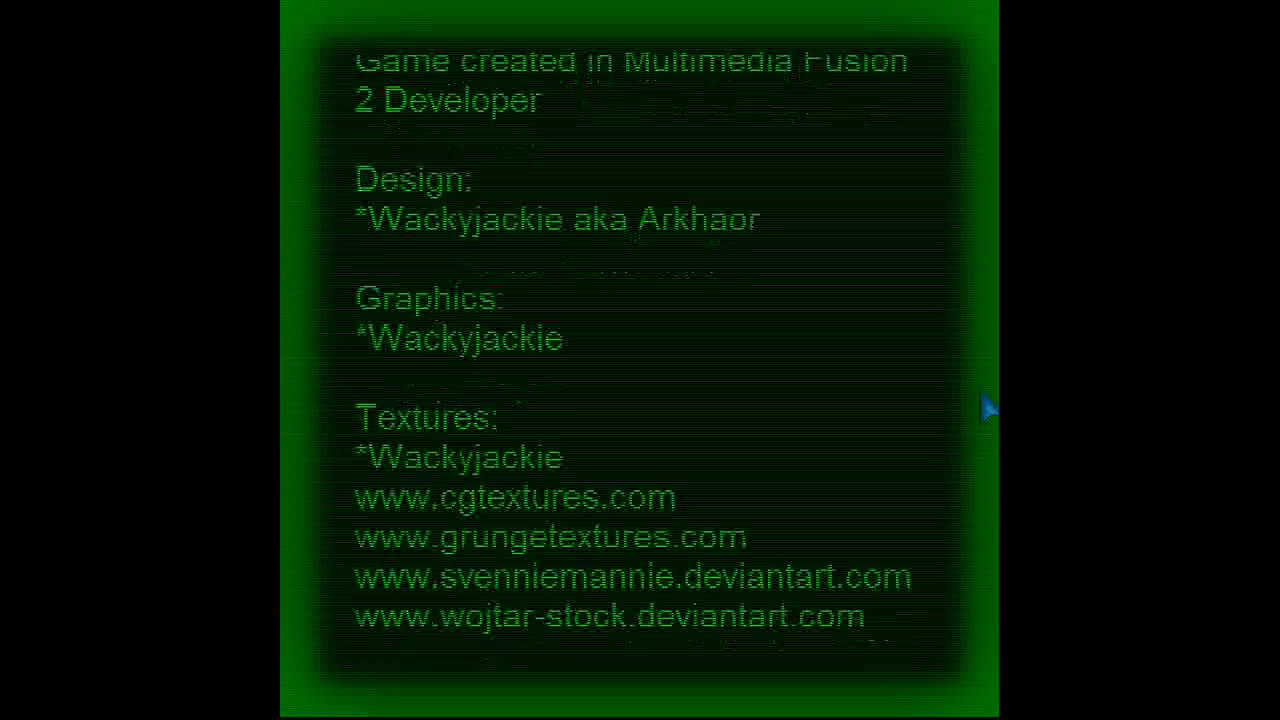 Game created in Multimedia Fusion
2 Developer
Design:
*Wackyjackie aka Arkhaor
Graphics:
*Wackyjackie
Textures:
*Wackyjackie
www.cgtextures.com
www.grungetextures.com
www.svenniemannie.deviantart.com
www.wojtar-stock.deviantart.com